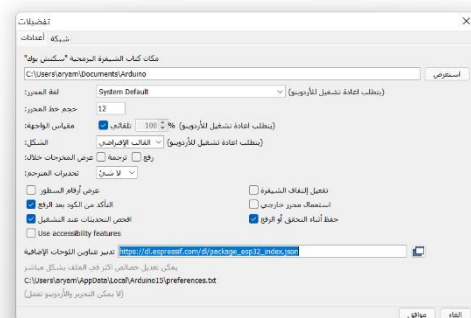 تفضيلات
شبكة أعدادات
مكان كتاب الشيفرة البرمجية "سكتش بوك"
C:\Users\aryam\Documents\Arduino استعرض
لغة المحرر: System Default (يتطلب اعادة تشغيل للأردوينو)
حجم خط المحرر: 12
مقياس الواجهة: تلقائي 100 % (يتطلب اعادة تشغيل للأردوينو)
الشكل: القالب الإفتراضي (يتطلب اعادة تشغيل للأردوينو)
عرض المخرجات خلال: ترجمة رفع
تحذيرات المترجم: لا شيئ
عرض أرقام السطور تفعيل إلتفاف الشيفرة
التأكد من الكود بعد الرفع استعمال محرر خارجي
افحص التحديثات عند التشغيل حفظ أثناء التحقق أو الرفع
Use accessibility features
تدبير عناوين اللوحات الإضافية https://dl.espressif.com/dl/package_esp32_index.json
يمكن تعديل خصائص اكثر في الملف بشكل مباشر
C:\Users\aryam\AppData\Local\Arduino15\preferences.txt
(لا يمكن التحرير والأردوينو تعمل)
موافق الغاء